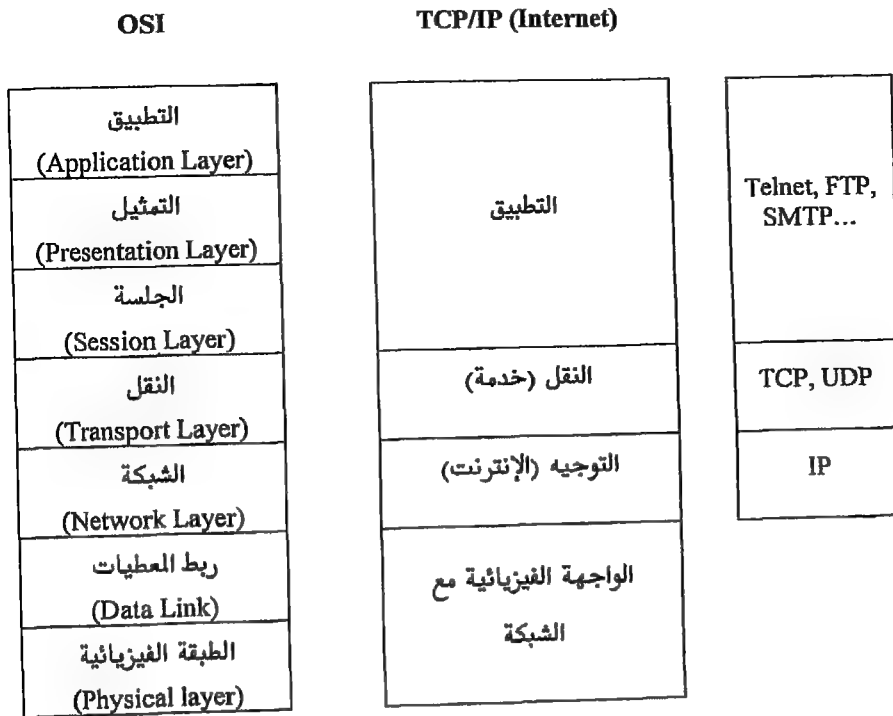 OSI
TCP/IP (Internet)
التطبيق
(Application Layer)
التمثيل
(Presentation Layer)
الجلسة
(Session Layer)
النقل
(Transport Layer)
الشبكة
(Network Layer)
ربط المعطيات
(Data Link)
الطبقة الفيزيائية
(Physical layer)
التطبيق
النقل (خدمة)
التوجيه (الإنترنت)
الواجهة الفيزيائية مع
الشبكة
Telnet, FTP,
SMTP...
TCP, UDP
IP